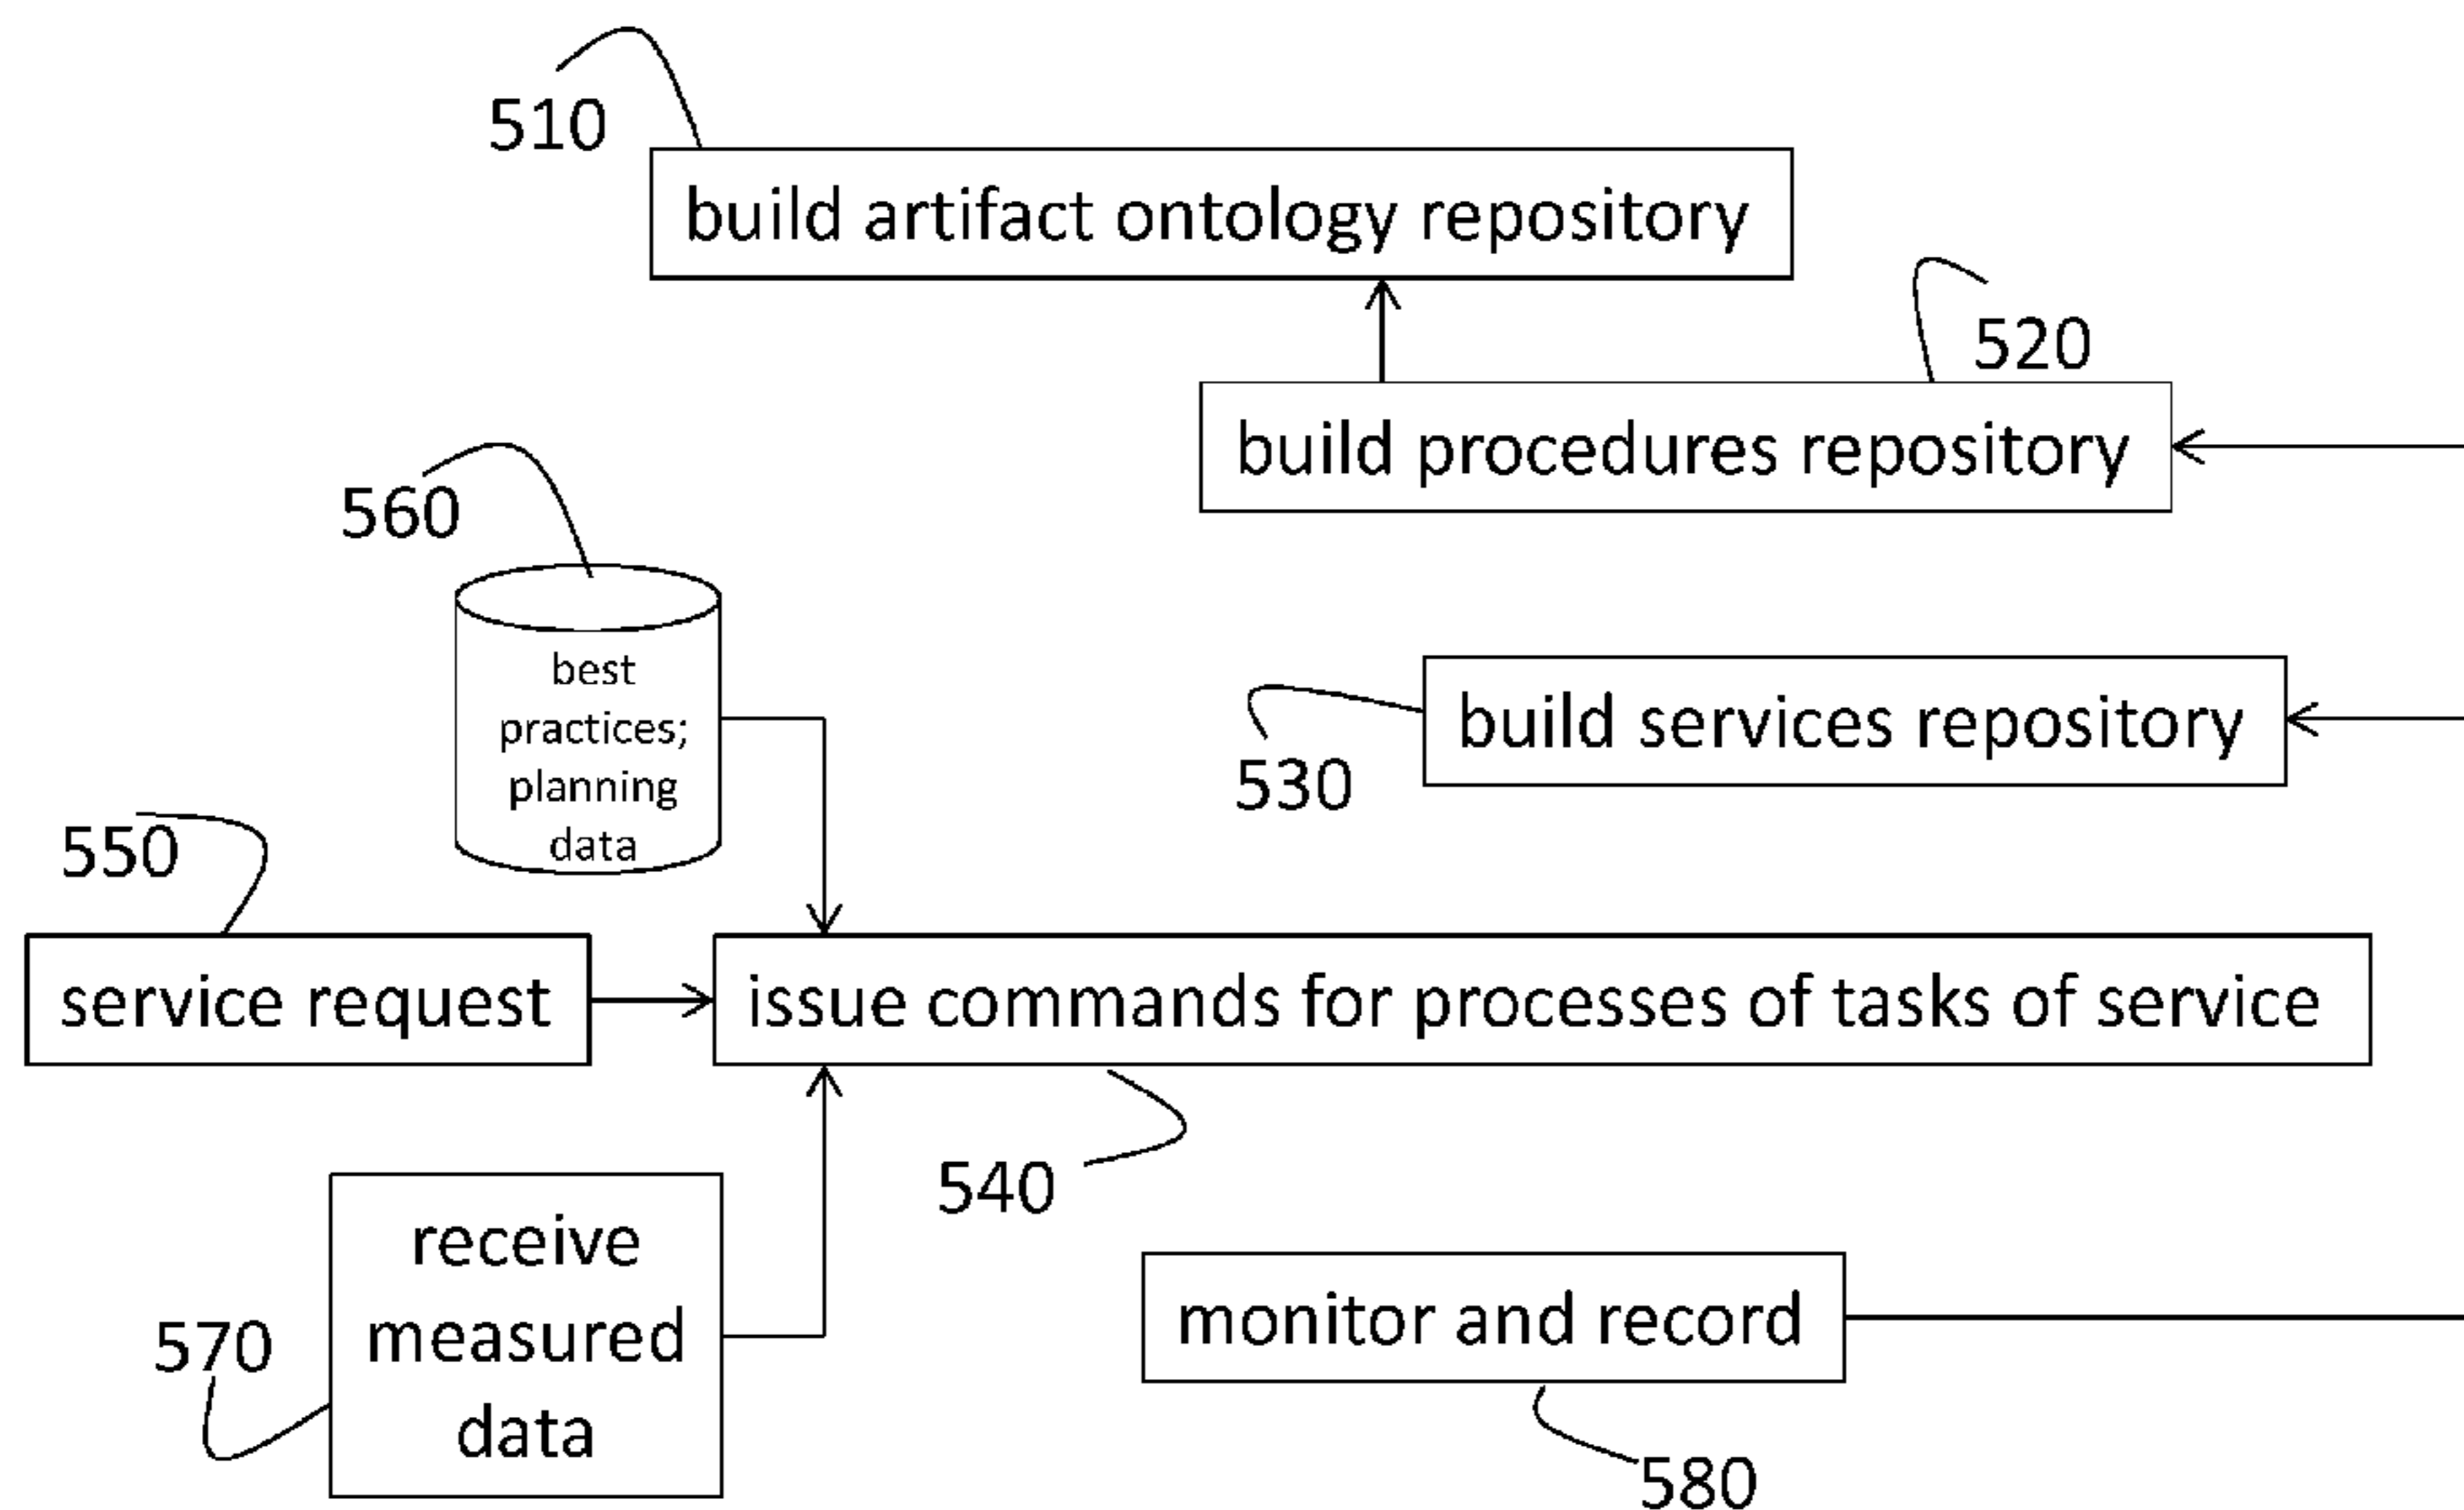 510
build artifact ontology repository
520
build procedures repository
560
best
practices;
planning
data
build services repository
530
550
service request
issue commands for processes of tasks of service
540
receive
measured
data
570
monitor and record
580